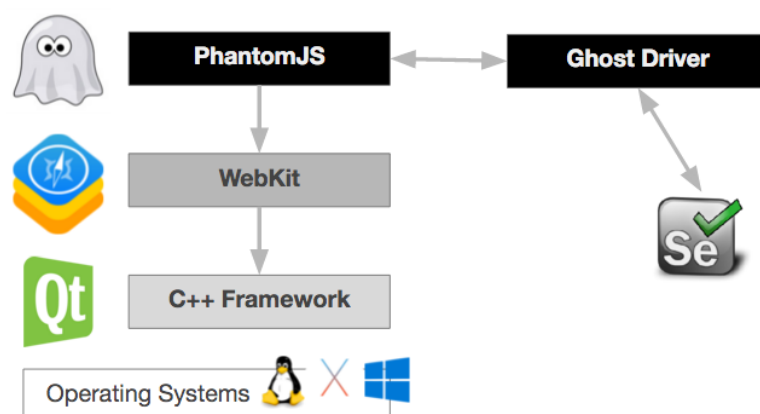 PhantomJS
Ghost Driver
WebKit
Se
Qt
C++ Framework
Operating Systems